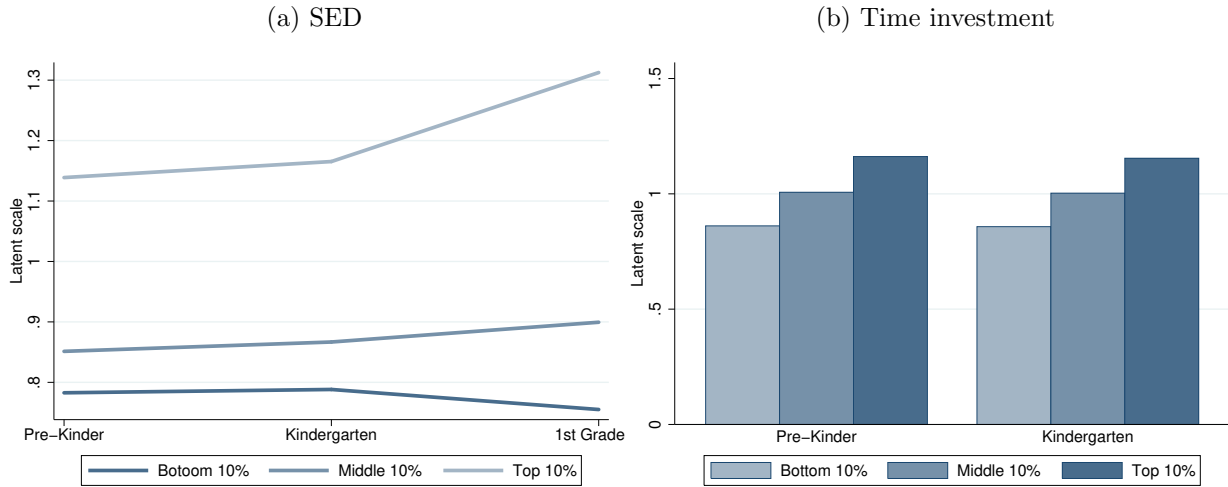 (a) SED
Latent scale
1.3
1.2
1.1
1
.9
.8
Pre-Kinder Kindergarten 1st Grade
Botoom 10% Middle 10% Top 10%
(b) Time investment
Latent scale
1.5
1
.5
0
Pre-Kinder Kindergarten
Bottom 10% Middle 10% Top 10%